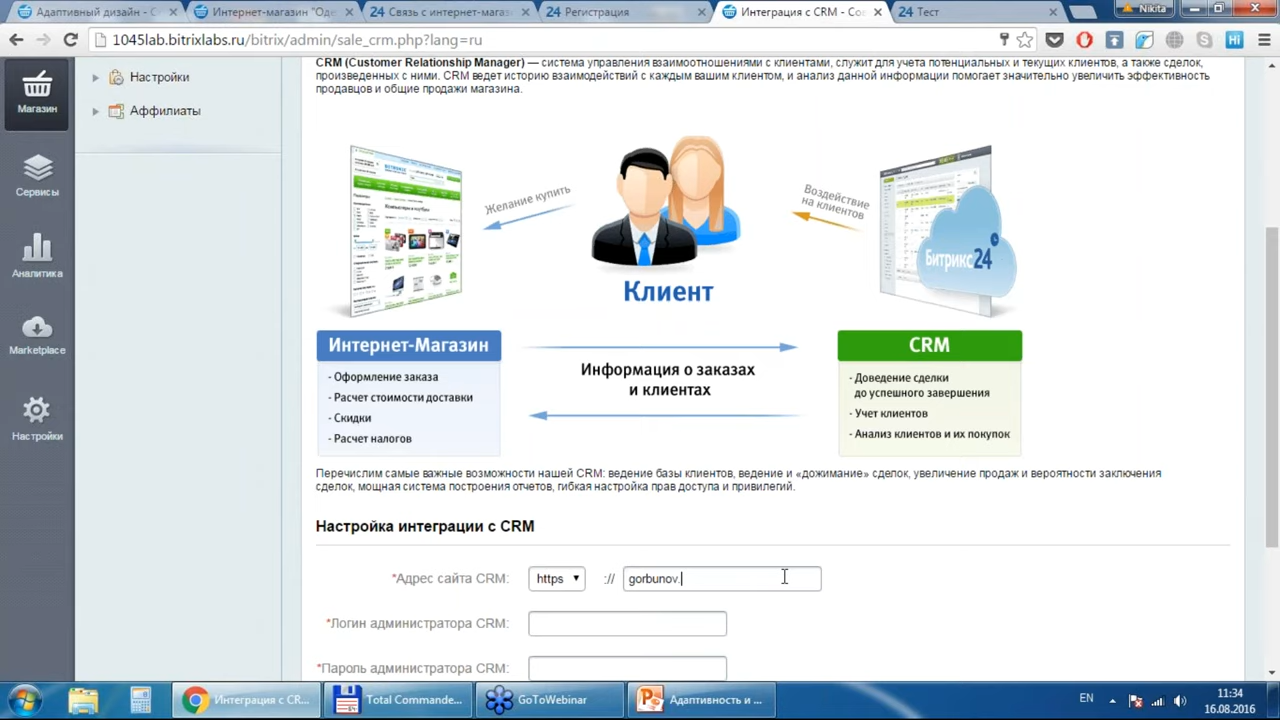 Адаптивный дизайн - Со
Интернет-магазин "Оде
24 Связь с интернет-мага
24 Регистрация
Интеграция с CRM - Со
24 Тест
Nikita
1045lab.bitrixlabs.ru/bitrix/admin/sale_crm.php?lang=ru
Магазин
Сервисы
Аналитика
Marketplace
Настройки
Настройки
Аффилиаты
CRM (Customer Relationship Manager) — система управления взаимоотношениями с клиентами, служит для учета потенциальных и текущих клиентов, а также сделок,
произведенных с ними. CRM ведет историю взаимодействий с каждым вашим клиентом, и анализ данной информации помогает значительно увеличить эффективность
продавцов и общие продажи магазина.
Желание купить
Воздействие
на клиентов
Битрикс24
Клиент
Интернет-Магазин
- Оформление заказа
- Расчет стоимости доставки
- Скидки
- Расчет налогов
Информация о заказах
и клиентах
CRM
- Доведение сделки
до успешного завершения
- Учет клиентов
- Анализ клиентов и их покупок
Перечислим самые важные возможности нашей CRM: ведение базы клиентов, ведение и «дожимание» сделок, увеличение продаж и вероятности заключения
сделок, мощная система построения отчетов, гибкая настройка прав доступа и привилегий.
Настройка интеграции с CRM
*Адрес сайта CRM: https :// gorbunov.
*Логин администратора CRM:
*Пароль администратора CRM:
Интеграция с CR...
Total Commande...
GoToWebinar
Адаптивность и ...
EN
11:34
16.08.2016